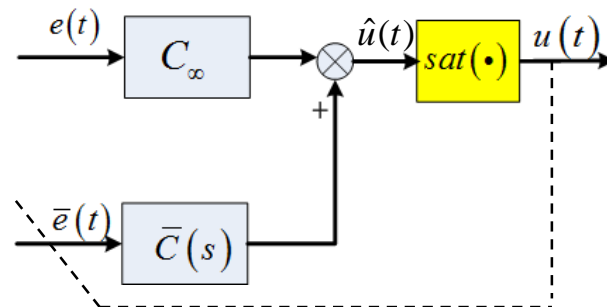 e(t)
C∞
û(t)
sat(•)
u(t)
+
e̅(t)
C̅(s)